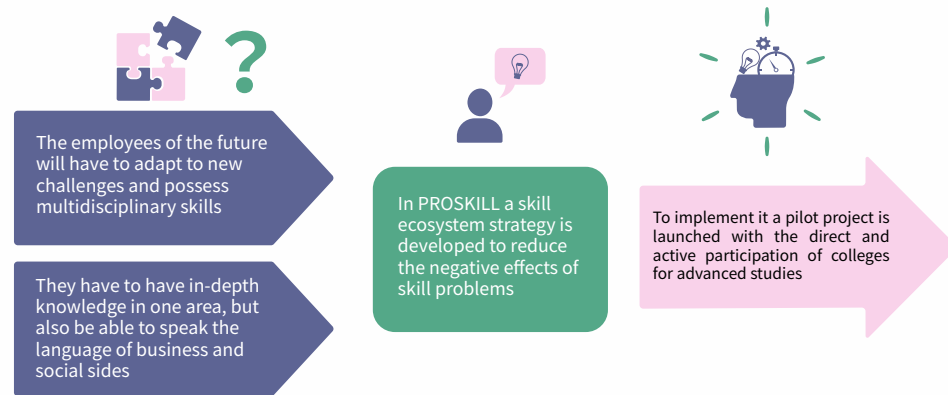 The employees of the future
will have to adapt to new
challenges and possess
multidisciplinary skills
They have to have in-depth
knowledge in one area, but
also be able to speak the
language of business and
social sides
In PROSKILL a skill
ecosystem strategy is
developed to reduce
the negative effects of
skill problems
To implement it a pilot project is
launched with the direct and
active participation of colleges
for advanced studies